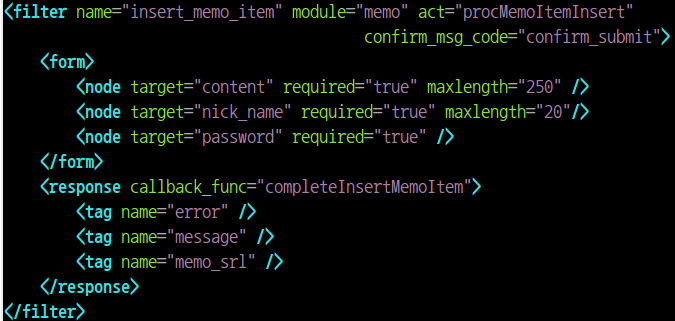 <filter name="insert_memo_item" module="memo" act="procMemoItemInsert"
confirm_msg_code="confirm_submit">
<form>
<node target="content" required="true" maxlength="250" />
<node target="nick_name" required="true" maxlength="20"/>
<node target="password" required="true" />
</form>
<response callback_func="completeInsertMemoItem">
<tag name="error" />
<tag name="message" />
<tag name="memo_srl" />
</response>
</filter>